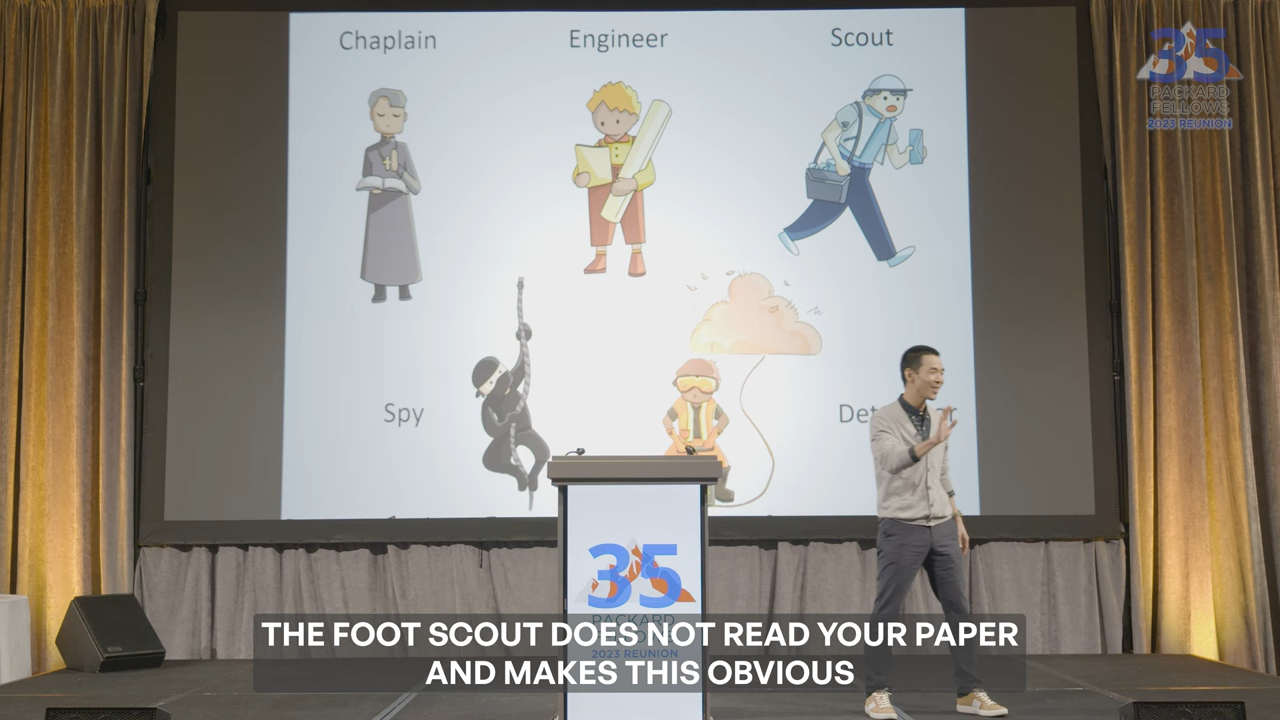 Chaplain
Engineer
Scout
35
PACKARD
FELLOWS
2023 REUNION
Spy
35
PACKARD
2023 REUNION
THE FOOT SCOUT DOES NOT READ YOUR PAPER
AND MAKES THIS OBVIOUS